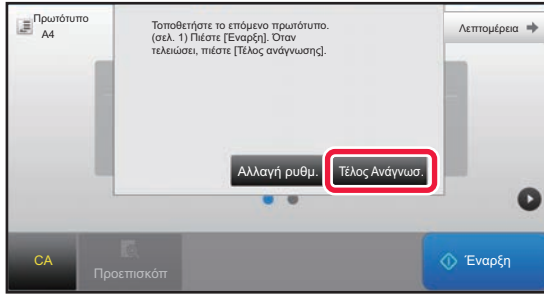 Πρωτότυπο
A4
Τοποθετήστε το επόμενο πρωτότυπο.
(σελ. 1) Πιέστε [Έναρξη]. Όταν
τελειώσει, πιέστε [Τέλος ανάγνωσης].
Λεπτομέρεια
Αλλαγή ρυθμ.
Τέλος Ανάγνωσ.
CA
Προεπισκόπ
Έναρξη